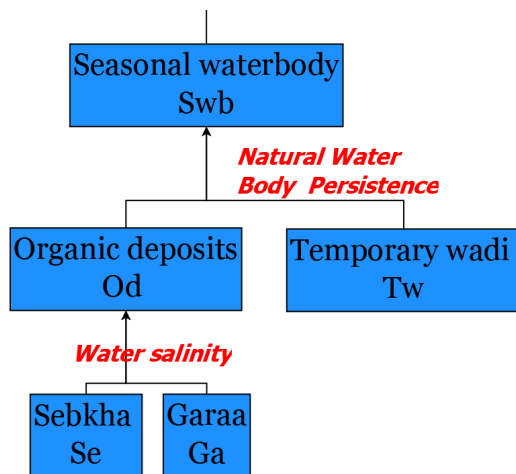 Seasonal waterbody
Swb
Natural Water
Body Persistence
Organic deposits
Od
Temporary wadi
Tw
Water salinity
Sebkha
Se
Garaa
Ga